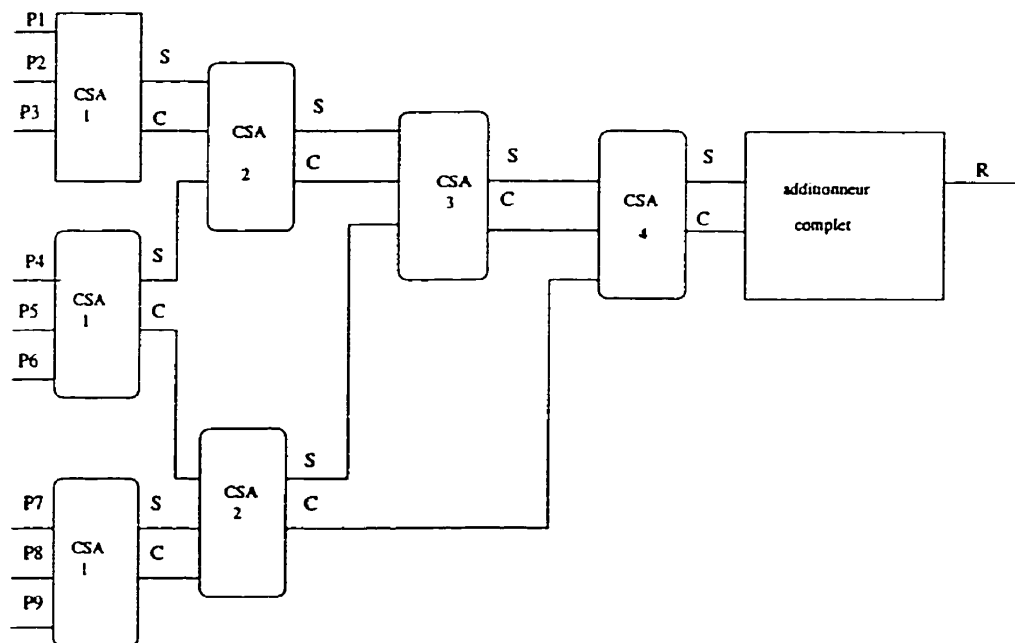 P1
P2
P3
CSA
1
S
C
CSA
2
S
C
P4
P5
P6
CSA
1
S
C
CSA
3
S
C
CSA
4
S
C
additionneur
complet
R
P7
P8
P9
CSA
1
S
C
CSA
2
S
C